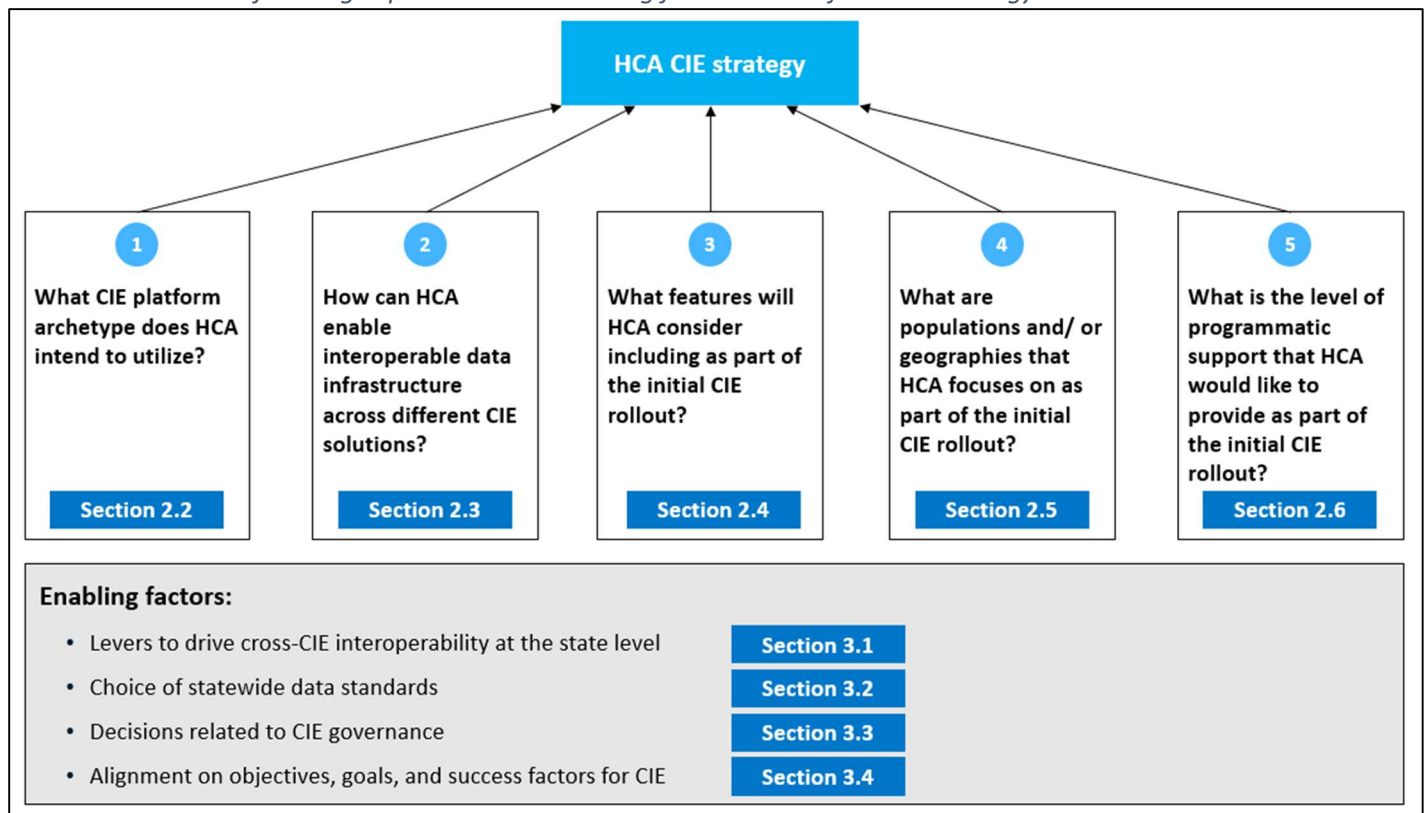 HCA CIE strategy
1
What CIE platform
archetype does HCA
intend to utilize?
Section 2.2
2
How can HCA
enable
interoperable data
infrastructure
across different CIE
solutions?
Section 2.3
3
What features will
HCA consider
including as part of
the initial CIE
rollout?
Section 2.4
4
What are
populations and/ or
geographies that
HCA focuses on as
part of the initial
CIE rollout?
Section 2.5
5
What is the level of
programmatic
support that HCA
would like to
provide as part of
the initial CIE
rollout?
Section 2.6
Enabling factors:
• Levers to drive cross-CIE interoperability at the state level Section 3.1
• Choice of statewide data standards Section 3.2
• Decisions related to CIE governance Section 3.3
• Alignment on objectives, goals, and success factors for CIE Section 3.4